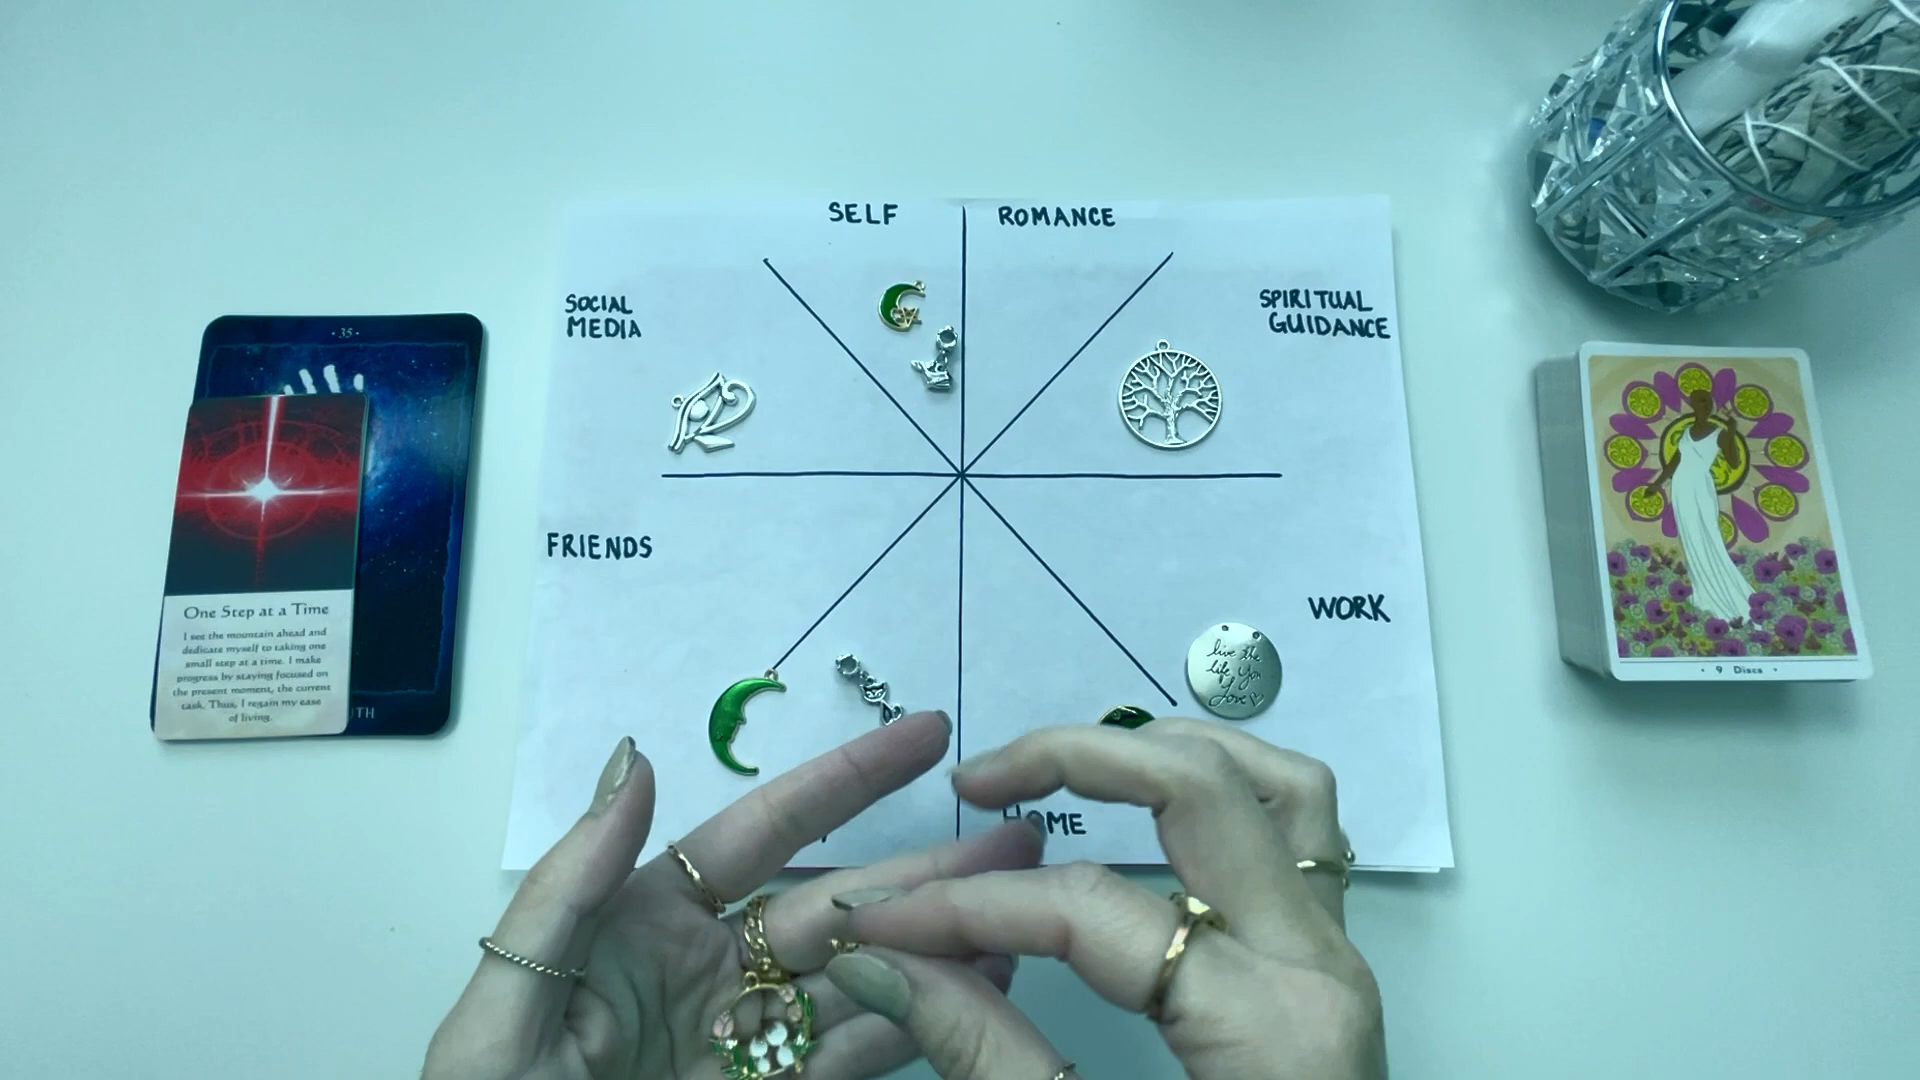 SELF
ROMANCE
SOCIAL
MEDIA
SPIRITUAL
GUIDANCE
FRIENDS
WORK
HOME
· 35 ·
One Step at a Time
I see the mountain ahead and
dedicate myself to taking one
small step at a time. I make
progress by staying focused on
the present moment, the current
task. Thus, I regain my ease
of living.
live the
life you
love
· 9 Discs ·